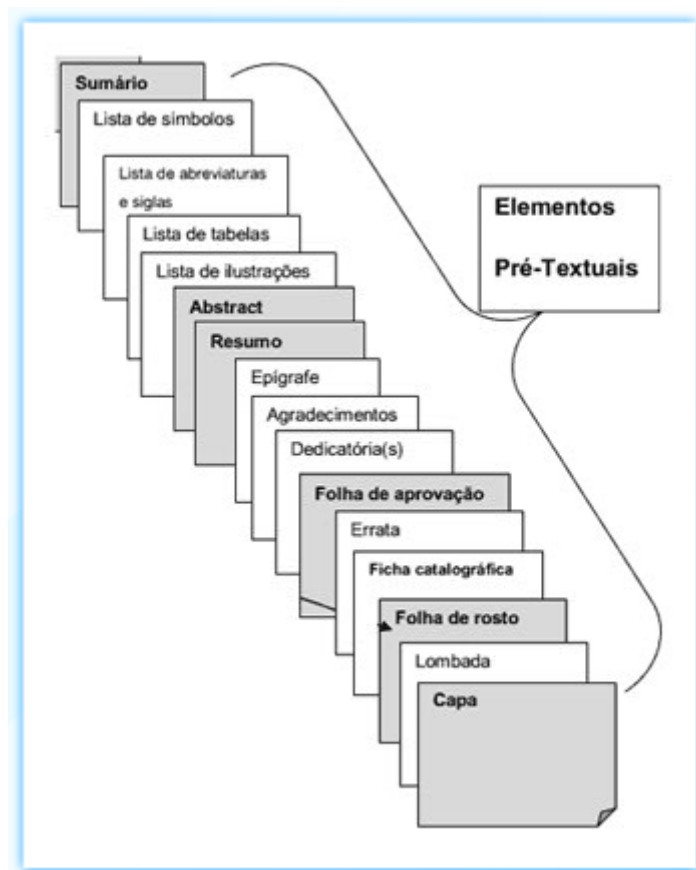 Sumário
Lista de simbolos
Lista de abreviaturas
e siglas
Lista de tabelas
Lista de ilustrações
Abstract
Resumo
Epígrafe
Agradecimentos
Dedicatória(s)
Folha de aprovação
Errata
Ficha catalográfica
Folha de rosto
Lombada
Capa
Elementos
Pré-Textuais